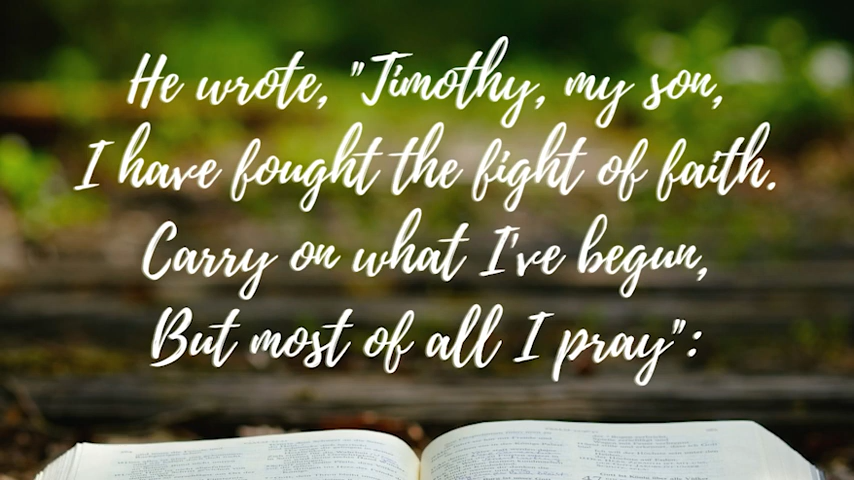 He wrote, "Timothy, my son,
I have fought the fight of faith.
Carry on what I've begun,
But most of all I pray":